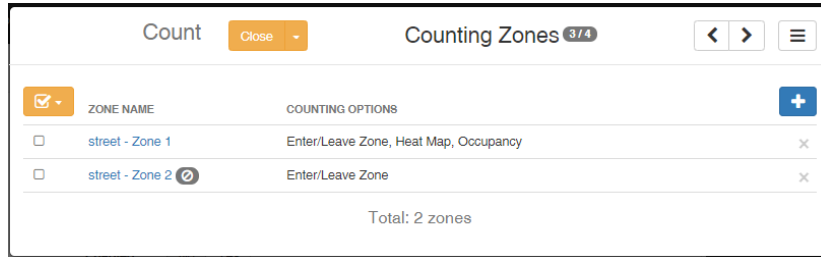 Count Close Counting Zones 3/4
ZONE NAME COUNTING OPTIONS
street - Zone 1 Enter/Leave Zone, Heat Map, Occupancy
street - Zone 2 Enter/Leave Zone
Total: 2 zones